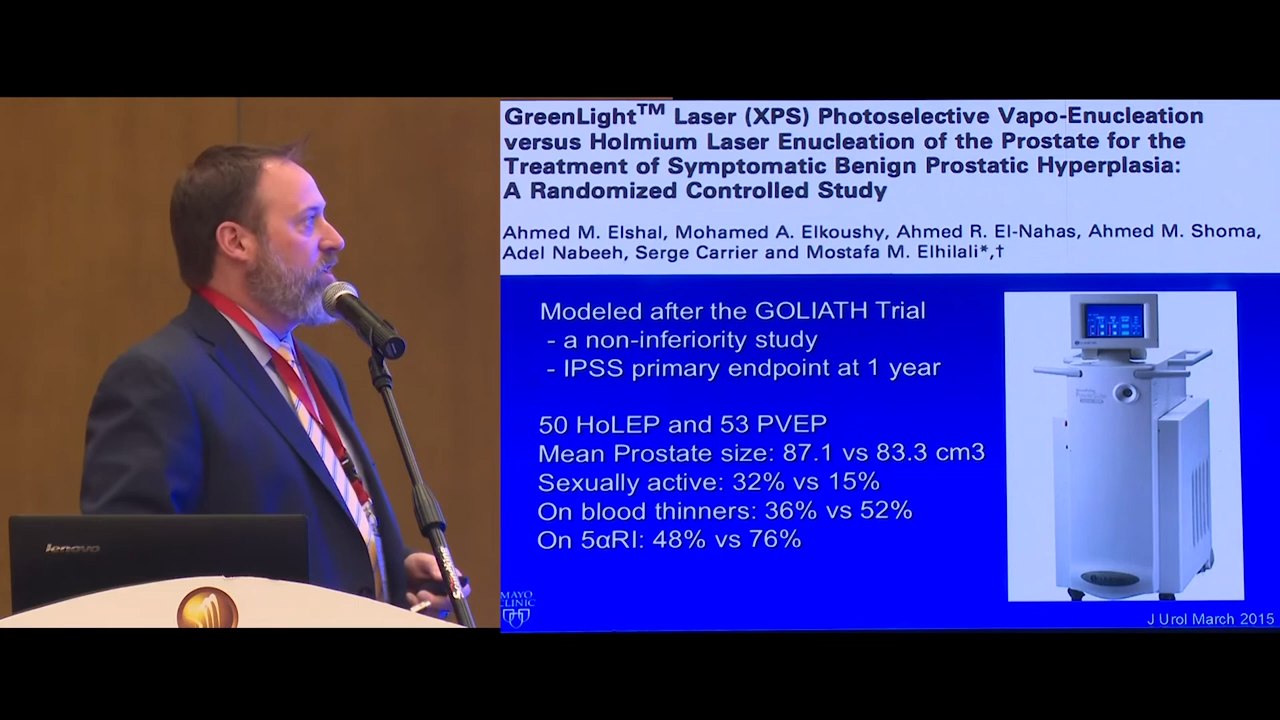 GreenLight™ Laser (XPS) Photoselective Vapo-Enucleation
versus Holmium Laser Enucleation of the Prostate for the
Treatment of Symptomatic Benign Prostatic Hyperplasia:
A Randomized Controlled Study
Ahmed M. Elshal, Mohamed A. Elkoushy, Ahmed R. El-Nahas, Ahmed M. Shoma,
Adel Nabeeh, Serge Carrier and Mostafa M. Elhilali*,†
Modeled after the GOLIATH Trial
- a non-inferiority study
- IPSS primary endpoint at 1 year
50 HoLEP and 53 PVEP
Mean Prostate size: 87.1 vs 83.3 cm3
Sexually active: 32% vs 15%
On blood thinners: 36% vs 52%
On 5αRI: 48% vs 76%
MAYO
CLINIC
J Urol March 2015
lenovo